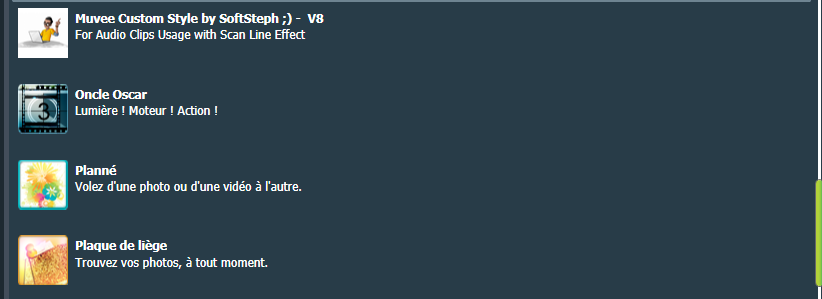 Muvee Custom Style by SoftSteph ;) - V8
For Audio Clips Usage with Scan Line Effect
3
Oncle Oscar
Lumière ! Moteur ! Action !
Planné
Volez d'une photo ou d'une vidéo à l'autre.
Plaque de liège
Trouvez vos photos, à tout moment.